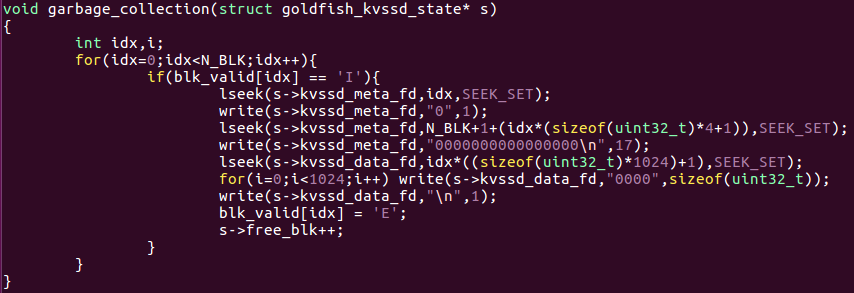 void garbage_collection(struct goldfish_kvssd_state* s)
{
        int idx,i;
        for(idx=0;idx<N_BLK;idx++){
                if(blk_valid[idx] == 'I'){
                        lseek(s->kvssd_meta_fd,idx,SEEK_SET);
                        write(s->kvssd_meta_fd,"0",1);
                        lseek(s->kvssd_meta_fd,N_BLK+1+(idx*(sizeof(uint32_t)*4+1)),SEEK_SET);
                        write(s->kvssd_meta_fd,"0000000000000000\n",17);
                        lseek(s->kvssd_data_fd,idx*((sizeof(uint32_t)*1024)+1),SEEK_SET);
                        for(i=0;i<1024;i++) write(s->kvssd_data_fd,"0000",sizeof(uint32_t));
                        write(s->kvssd_data_fd,"\n",1);
                        blk_valid[idx] = 'E';
                        s->free_blk++;
                }
        }
}